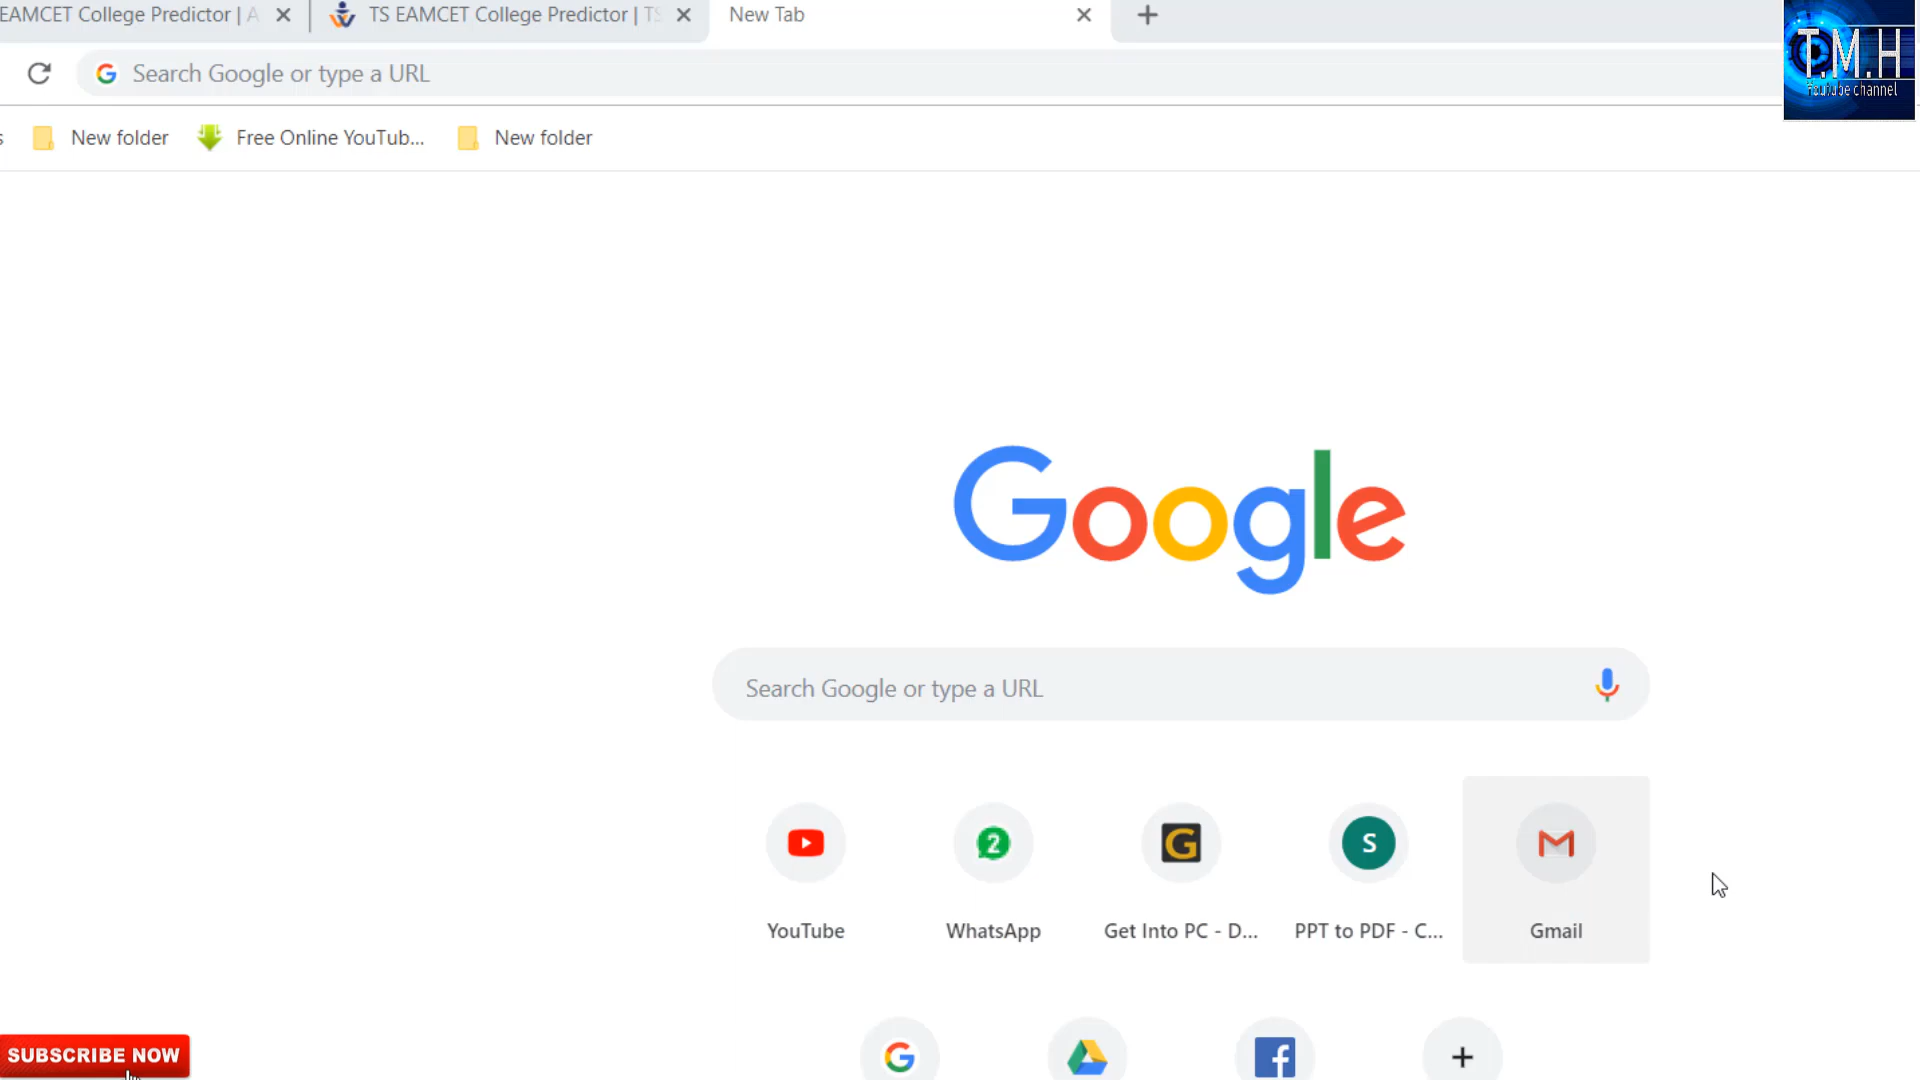 EAMCET College Predictor | A
TS EAMCET College Predictor | TS
New Tab
T.M.H
Youtube channel
Search Google or type a URL
New folder
Free Online YouTub...
New folder
Google
Search Google or type a URL
2
G
S
YouTube
WhatsApp
Get Into PC - D...
PPT to PDF - C...
Gmail
SUBSCRIBE NOW